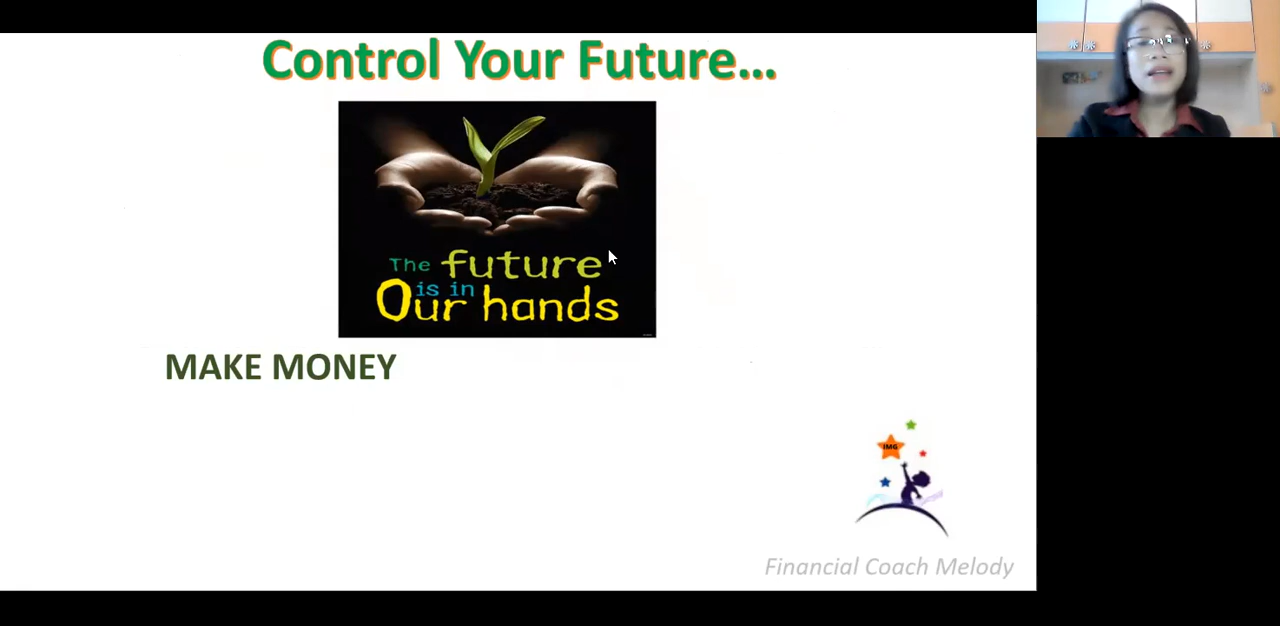 Control Your Future...
The future
is in
Our hands
MAKE MONEY
IMG
Financial Coach Melody